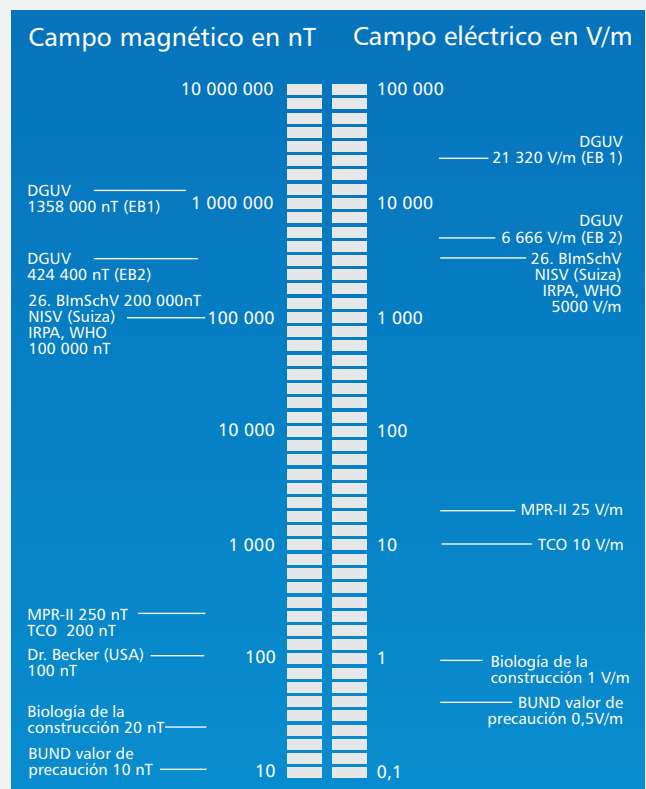 Campo magnético en nT
Campo eléctrico en V/m
10 000 000
100 000
DGUV
21 320 V/m (EB 1)
DGUV
1358 000 nT (EB1)
1 000 000
10 000
DGUV
6 666 V/m (EB 2)
DGUV
424 400 nT (EB2)
26. BImSchV
NISV (Suiza)
IRPA, WHO
5000 V/m
26. BImSchV 200 000nT
NISV (Suiza)
IRPA, WHO
100 000 nT
100 000
1 000
10 000
100
MPR-II 25 V/m
1 000
10
TCO 10 V/m
MPR-II 250 nT
TCO 200 nT
Dr. Becker (USA)
100 nT
100
1
Biología de la
construcción 1 V/m
BUND valor de
precaución 0,5V/m
Biología de la
construcción 20 nT
BUND valor de
precaución 10 nT
10
0,1